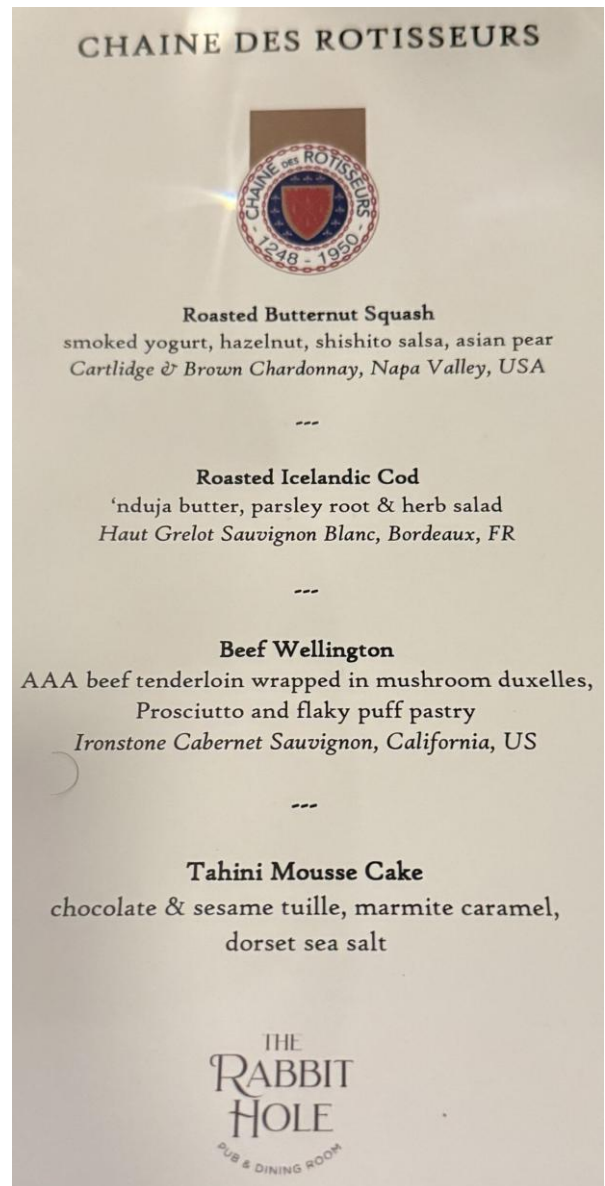 CHAINE DES ROTISSEURS
CHAINE DES ROTISSEURS
- 1248 - 1950 -
Roasted Butternut Squash
smoked yogurt, hazelnut, shishito salsa, asian pear
Cartlidge & Brown Chardonnay, Napa Valley, USA
---
Roasted Icelandic Cod
‘nduja butter, parsley root & herb salad
Haut Grelot Sauvignon Blanc, Bordeaux, FR
---
Beef Wellington
AAA beef tenderloin wrapped in mushroom duxelles,
Prosciutto and flaky puff pastry
Ironstone Cabernet Sauvignon, California, US
---
Tahini Mousse Cake
chocolate & sesame tuille, marmite caramel,
dorset sea salt
THE
RABBIT
HOLE
PUB & DINING ROOM